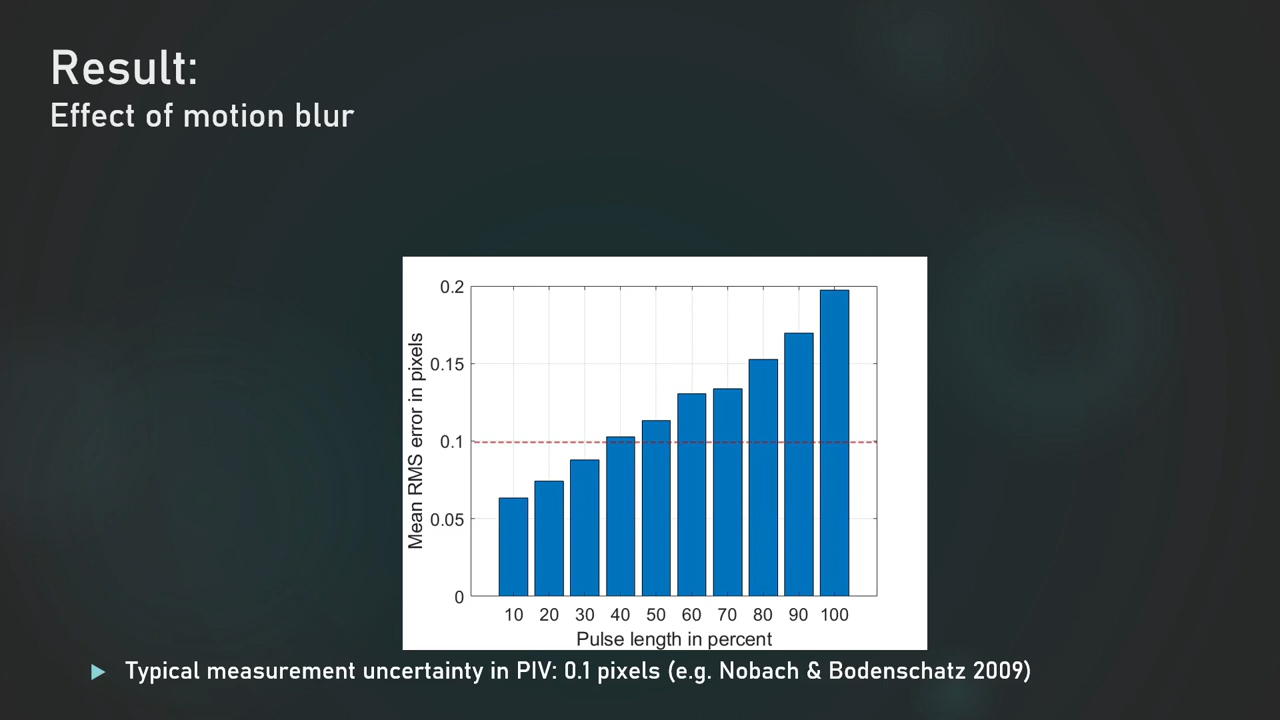 Result:
Effect of motion blur
0.2
0.15
0.1
0.05
0
Mean RMS error in pixels
10 20 30 40 50 60 70 80 90 100
Pulse length in percent
Typical measurement uncertainty in PIV: 0.1 pixels (e.g. Nobach & Bodenschatz 2009)